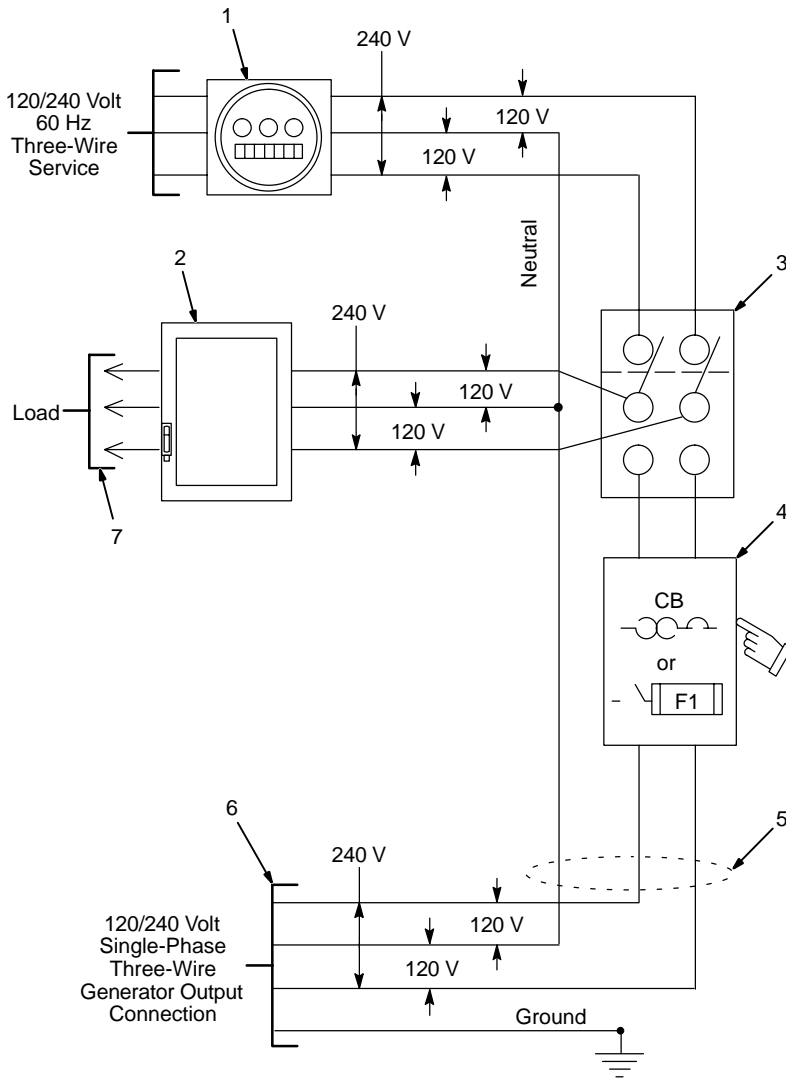 1
240 V
120/240 Volt
60 Hz
Three-Wire
Service
120 V
120 V
Neutral
2
3
240 V
Load
120 V
120 V
7
4
CB
or
F1
5
6
240 V
120/240 Volt
Single-Phase
Three-Wire
Generator Output
Connection
120 V
120 V
Ground